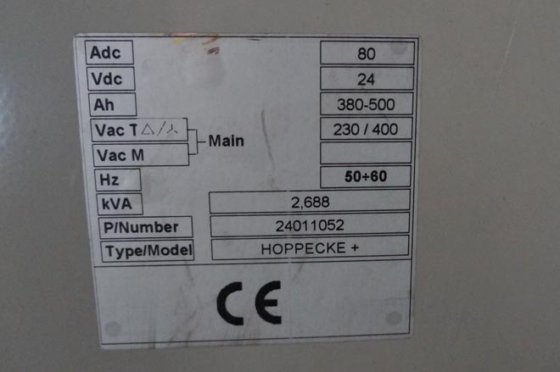 Adc 80
Vdc 24
Ah 380-500
Vac T △/⅄ 230 / 400
Main
Vac M
Hz 50÷60
kVA 2,688
P/Number 24011052
Type/Model HOPPECKE +
CE